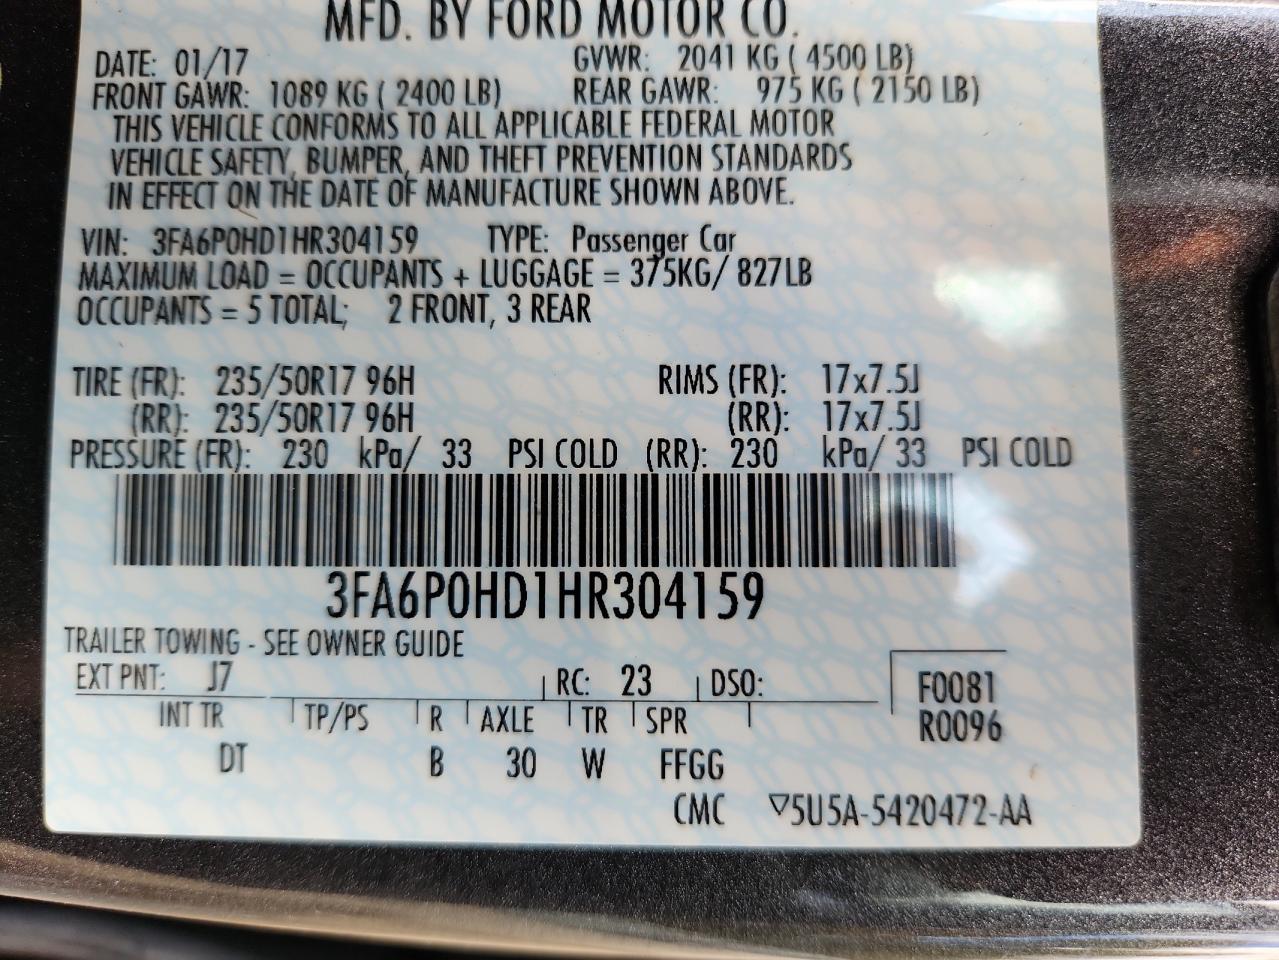 MFD. BY FORD MOTOR CO.
DATE: 01/17 GVWR: 2041 KG ( 4500 LB)
FRONT GAWR: 1089 KG ( 2400 LB) REAR GAWR: 975 KG ( 2150 LB)
THIS VEHICLE CONFORMS TO ALL APPLICABLE FEDERAL MOTOR
VEHICLE SAFETY, BUMPER, AND THEFT PREVENTION STANDARDS
IN EFFECT ON THE DATE OF MANUFACTURE SHOWN ABOVE.
VIN: 3FA6P0HD1HR304159 TYPE: Passenger Car
MAXIMUM LOAD = OCCUPANTS + LUGGAGE = 375KG/ 827LB
OCCUPANTS = 5 TOTAL; 2 FRONT, 3 REAR
TIRE (FR): 235/50R17 96H RIMS (FR): 17x7.5J
(RR): 235/50R17 96H (RR): 17x7.5J
PRESSURE (FR): 230 kPa/ 33 PSI COLD (RR): 230 kPa/ 33 PSI COLD
3FA6P0HD1HR304159
TRAILER TOWING - SEE OWNER GUIDE
EXT PNT: J7 RC: 23 DSO: F0081
INT TR TP/PS R AXLE TR SPR R0096
DT B 30 W FFGG
CMC ▽5U5A-5420472-AA